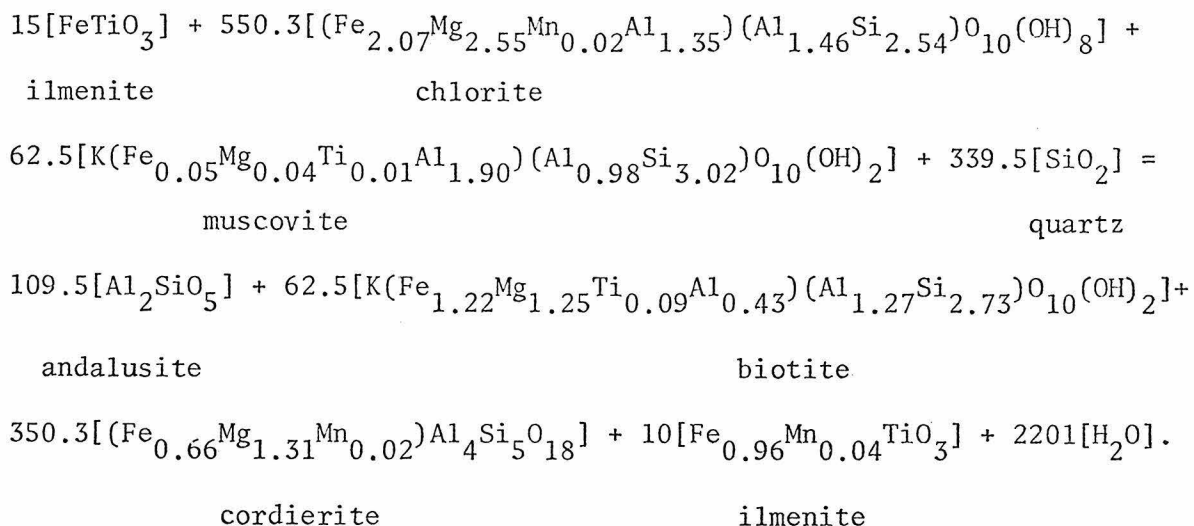 15[FeTiO₃] + 550.3[(Fe₂.₀₇Mg₂.₅₅Mn₀.₀₂Al₁.₃₅)(Al₁.₄₆Si₂.₅₄)O₁₀(OH)₈] +
ilmenite chlorite
62.5[K(Fe₀.₀₅Mg₀.₀₄Ti₀.₀₁Al₁.₉₀)(Al₀.₉₈Si₃.₀₂)O₁₀(OH)₂] + 339.5[SiO₂] =
muscovite quartz
109.5[Al₂SiO₅] + 62.5[K(Fe₁.₂₂Mg₁.₂₅Ti₀.₀₉Al₀.₄₃)(Al₁.₂₇Si₂.₇₃)O₁₀(OH)₂]+
andalusite biotite
350.3[(Fe₀.₆₆Mg₁.₃₁Mn₀.₀₂)Al₄Si₅O₁₈] + 10[Fe₀.₉₆Mn₀.₀₄TiO₃] + 2201[H₂O].
cordierite ilmenite